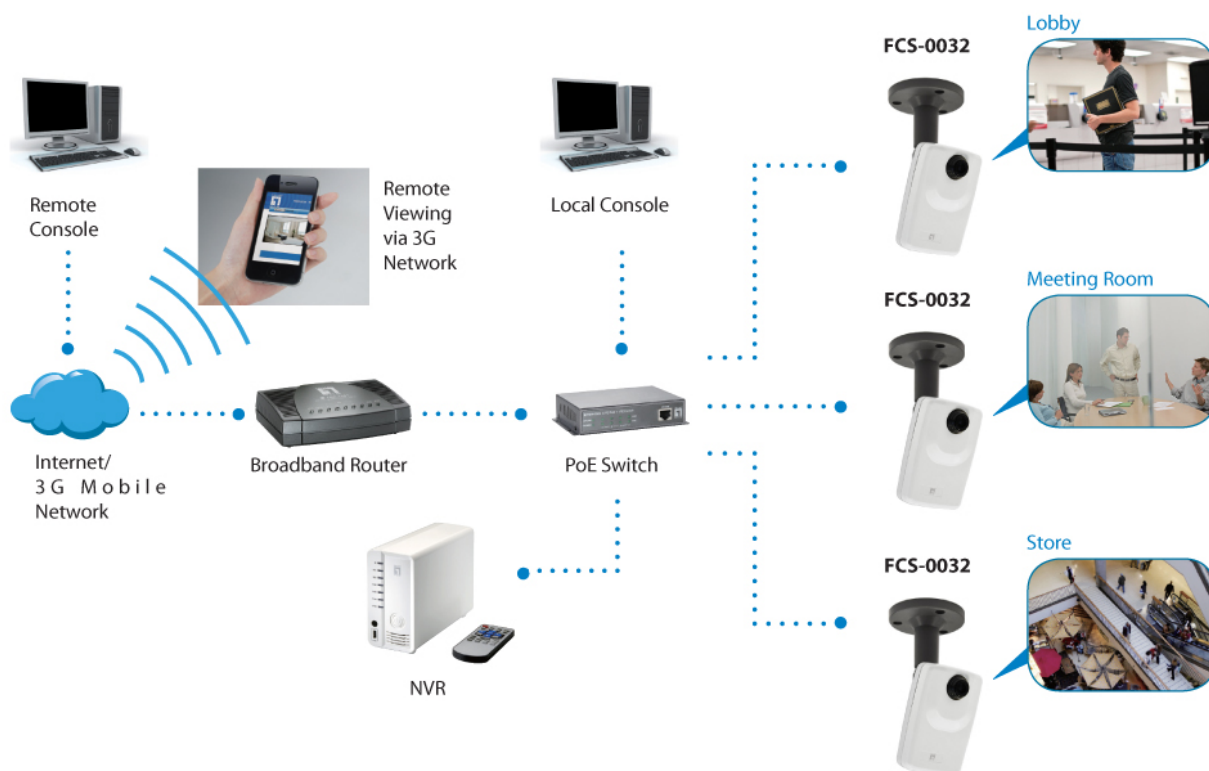 Lobby
FCS-0032
Remote
Console
Remote
Viewing
via 3G
Network
Local Console
Meeting Room
FCS-0032
Internet/
3G Mobile
Network
Broadband Router
PoE Switch
Store
FCS-0032
NVR